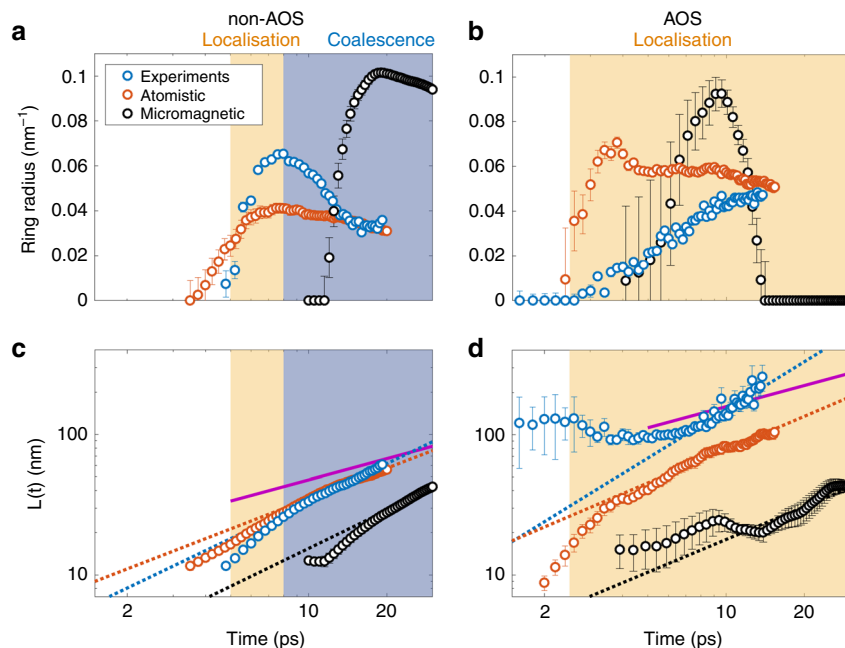 non-AOS
AOS
a
Localisation
Coalescence
b
Localisation
Experiments
Atomistic
Micromagnetic
Ring radius (nm⁻¹)
0.1
0.08
0.06
0.04
0.02
0
0.1
0.08
0.06
0.04
0.02
0
c
d
L(t) (nm)
100
10
100
10
2
10
20
2
10
20
Time (ps)
Time (ps)